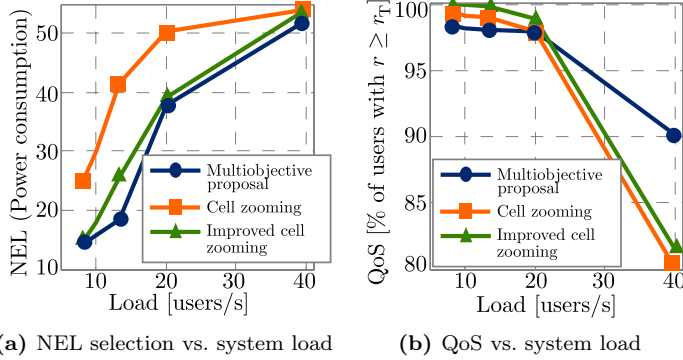 NEL (Power consumption)
50
40
30
20
10
10
20
30
40
Load [users/s]
Multiobjective
proposal
Cell zooming
Improved cell
zooming
(a) NEL selection vs. system load
QoS [% of users with r ≥ r_T]
100
95
90
85
80
10
20
30
40
Load [users/s]
Multiobjective
proposal
Cell zooming
Improved cell
zooming
(b) QoS vs. system load